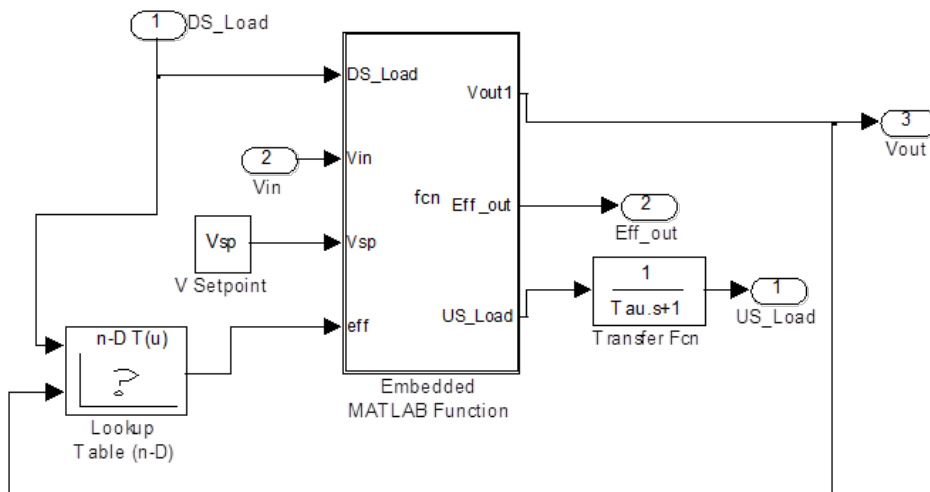 1
DS_Load
DS_Load
Vout1
3
Vout
2
Vin
Vin
fcn
Eff_out
2
Eff_out
Vsp
V Setpoint
Vsp
US_Load
1
Tau.s+1
Transfer Fcn
1
US_Load
eff
n-D T(u)
?
Lookup
Table (n-D)
Embedded
MATLAB Function